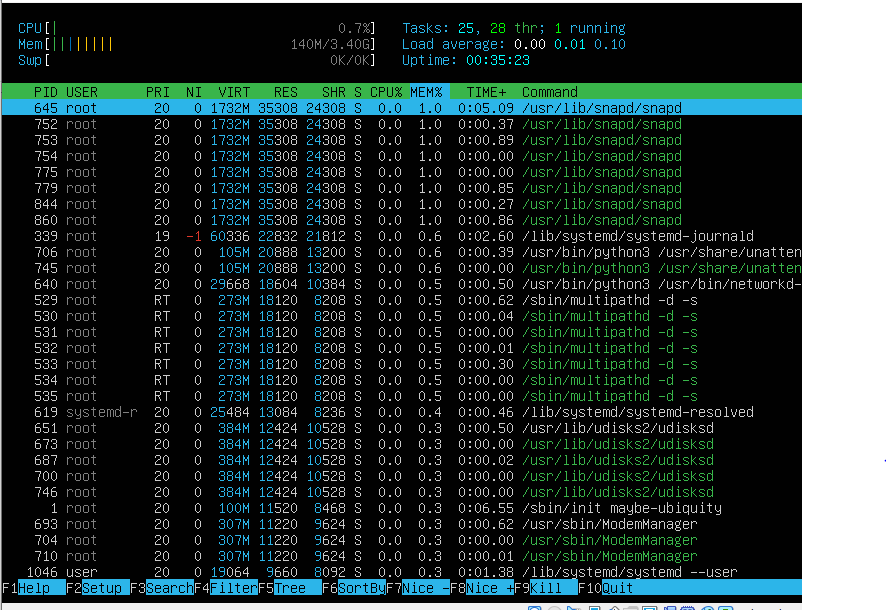 CPU[| 0.7%] Tasks: 25, 28 thr; 1 running
Mem[|||||||| 140M/3.40G] Load average: 0.00 0.01 0.10
Swp[ 0K/0K] Uptime: 00:35:23
PID USER PRI NI VIRT RES SHR S CPU% MEM% TIME+ Command
645 root 20 0 1732M 35308 24308 S 0.0 1.0 0:05.09 /usr/lib/snapd/snapd
752 root 20 0 1732M 35308 24308 S 0.0 1.0 0:00.37 /usr/lib/snapd/snapd
753 root 20 0 1732M 35308 24308 S 0.0 1.0 0:00.89 /usr/lib/snapd/snapd
754 root 20 0 1732M 35308 24308 S 0.0 1.0 0:00.00 /usr/lib/snapd/snapd
775 root 20 0 1732M 35308 24308 S 0.0 1.0 0:00.00 /usr/lib/snapd/snapd
779 root 20 0 1732M 35308 24308 S 0.0 1.0 0:00.85 /usr/lib/snapd/snapd
844 root 20 0 1732M 35308 24308 S 0.0 1.0 0:00.27 /usr/lib/snapd/snapd
860 root 20 0 1732M 35308 24308 S 0.0 1.0 0:00.86 /usr/lib/snapd/snapd
339 root 19 -1 60336 22832 21812 S 0.0 0.6 0:02.60 /lib/systemd/systemd-journald
706 root 20 0 105M 20888 13200 S 0.0 0.6 0:00.39 /usr/bin/python3 /usr/share/unatten
745 root 20 0 105M 20888 13200 S 0.0 0.6 0:00.00 /usr/bin/python3 /usr/share/unatten
640 root 20 0 29668 18604 10384 S 0.0 0.5 0:00.50 /usr/bin/python3 /usr/bin/networkd-
529 root RT 0 273M 18120 8208 S 0.0 0.5 0:00.62 /sbin/multipathd -d -s
530 root RT 0 273M 18120 8208 S 0.0 0.5 0:00.04 /sbin/multipathd -d -s
531 root RT 0 273M 18120 8208 S 0.0 0.5 0:00.00 /sbin/multipathd -d -s
532 root RT 0 273M 18120 8208 S 0.0 0.5 0:00.01 /sbin/multipathd -d -s
533 root RT 0 273M 18120 8208 S 0.0 0.5 0:00.30 /sbin/multipathd -d -s
534 root RT 0 273M 18120 8208 S 0.0 0.5 0:00.00 /sbin/multipathd -d -s
535 root RT 0 273M 18120 8208 S 0.0 0.5 0:00.00 /sbin/multipathd -d -s
619 systemd-r 20 0 25484 13084 8236 S 0.0 0.4 0:00.46 /lib/systemd/systemd-resolved
651 root 20 0 384M 12424 10528 S 0.0 0.3 0:00.50 /usr/lib/udisks2/udisksd
673 root 20 0 384M 12424 10528 S 0.0 0.3 0:00.00 /usr/lib/udisks2/udisksd
687 root 20 0 384M 12424 10528 S 0.0 0.3 0:00.02 /usr/lib/udisks2/udisksd
700 root 20 0 384M 12424 10528 S 0.0 0.3 0:00.00 /usr/lib/udisks2/udisksd
746 root 20 0 384M 12424 10528 S 0.0 0.3 0:00.00 /usr/lib/udisks2/udisksd
1 root 20 0 100M 11520 8468 S 0.0 0.3 0:06.55 /sbin/init maybe-ubiquity
693 root 20 0 307M 11220 9624 S 0.0 0.3 0:00.62 /usr/sbin/ModemManager
704 root 20 0 307M 11220 9624 S 0.0 0.3 0:00.00 /usr/sbin/ModemManager
710 root 20 0 307M 11220 9624 S 0.0 0.3 0:00.01 /usr/sbin/ModemManager
1046 user 20 0 19064 9660 8092 S 0.0 0.3 0:01.38 /lib/systemd/systemd --user
F1Help F2Setup F3SearchF4FilterF5Tree F6SortByF7Nice -F8Nice +F9Kill F10Quit